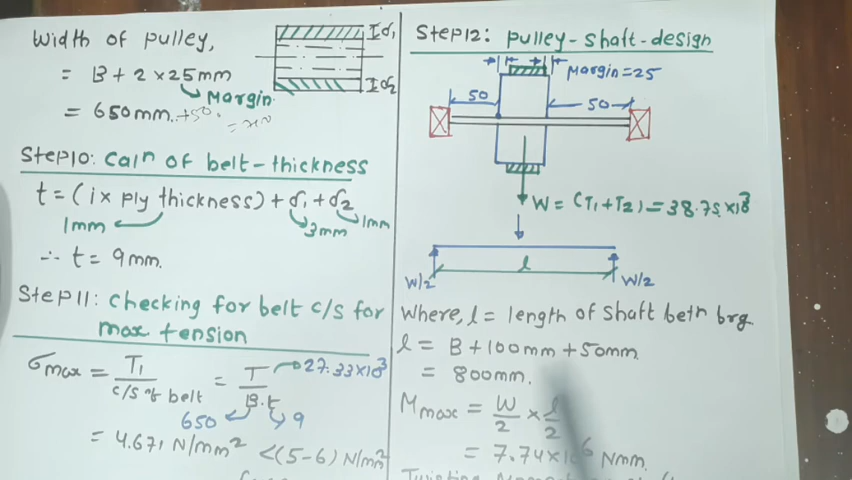 Width of pulley,
= B + 2 × 25mm
Margin.
= 650mm. +50.
δ1
δ2
Step10: Caln of belt-thickness
t = (i × ply thickness) + δ1 + δ2
1mm
3mm
1mm
∴ t = 9mm.
Step11: Checking for belt c/s for
max tension
σmax = T1 / c/s of belt = T / B.t
27.33×10³
650
9
= 4.671 N/mm² < (5-6) N/mm²
Step12: pulley-shaft-design
Margin=25
50
50
W = (T1+T2) = 38.75×10³
l
W/2
W/2
Where, l = length of shaft betn brg.
l = B + 100mm + 50mm
= 800mm.
Mmax = W/2 × l/2
= 7.74×10⁶ Nmm.